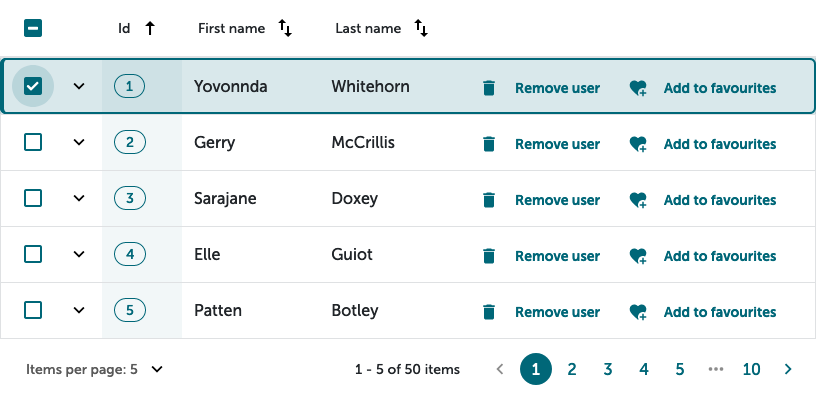 Id First name Last name
1 Yovonnda Whitehorn Remove user Add to favourites
2 Gerry McCrillis Remove user Add to favourites
3 Sarajane Doxey Remove user Add to favourites
4 Elle Guiot Remove user Add to favourites
5 Patten Botley Remove user Add to favourites
Items per page: 5 1 - 5 of 50 items 1 2 3 4 5 ... 10